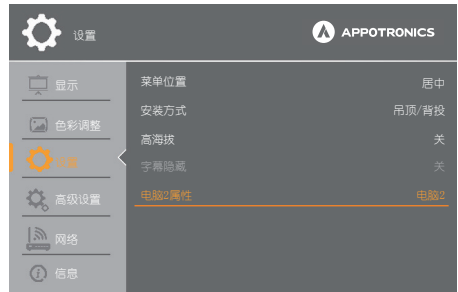 设置
APPOTRONICS
显示
色彩调整
设置
高级设置
网络
信息
菜单位置 居中
安装方式 吊顶/背投
高海拔 关
字幕隐藏 关
电脑2属性 电脑2